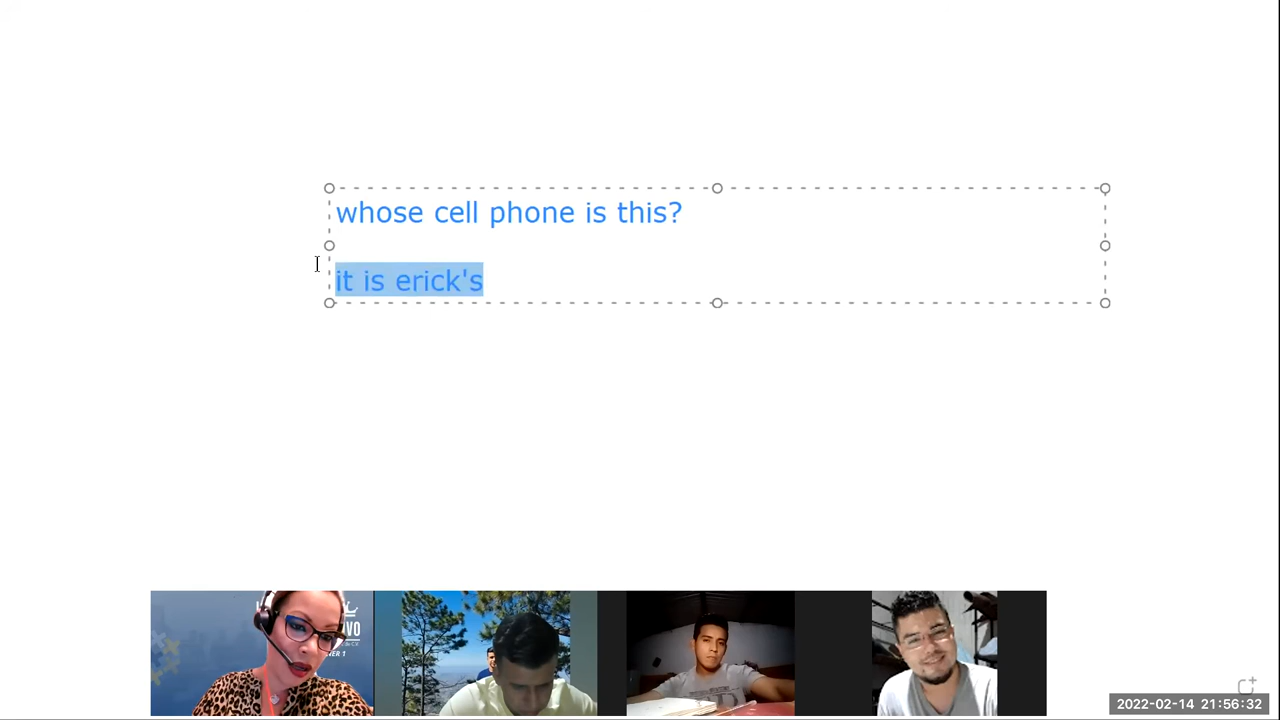 whose cell phone is this?
it is erick's
2022-02-14 21:56:32